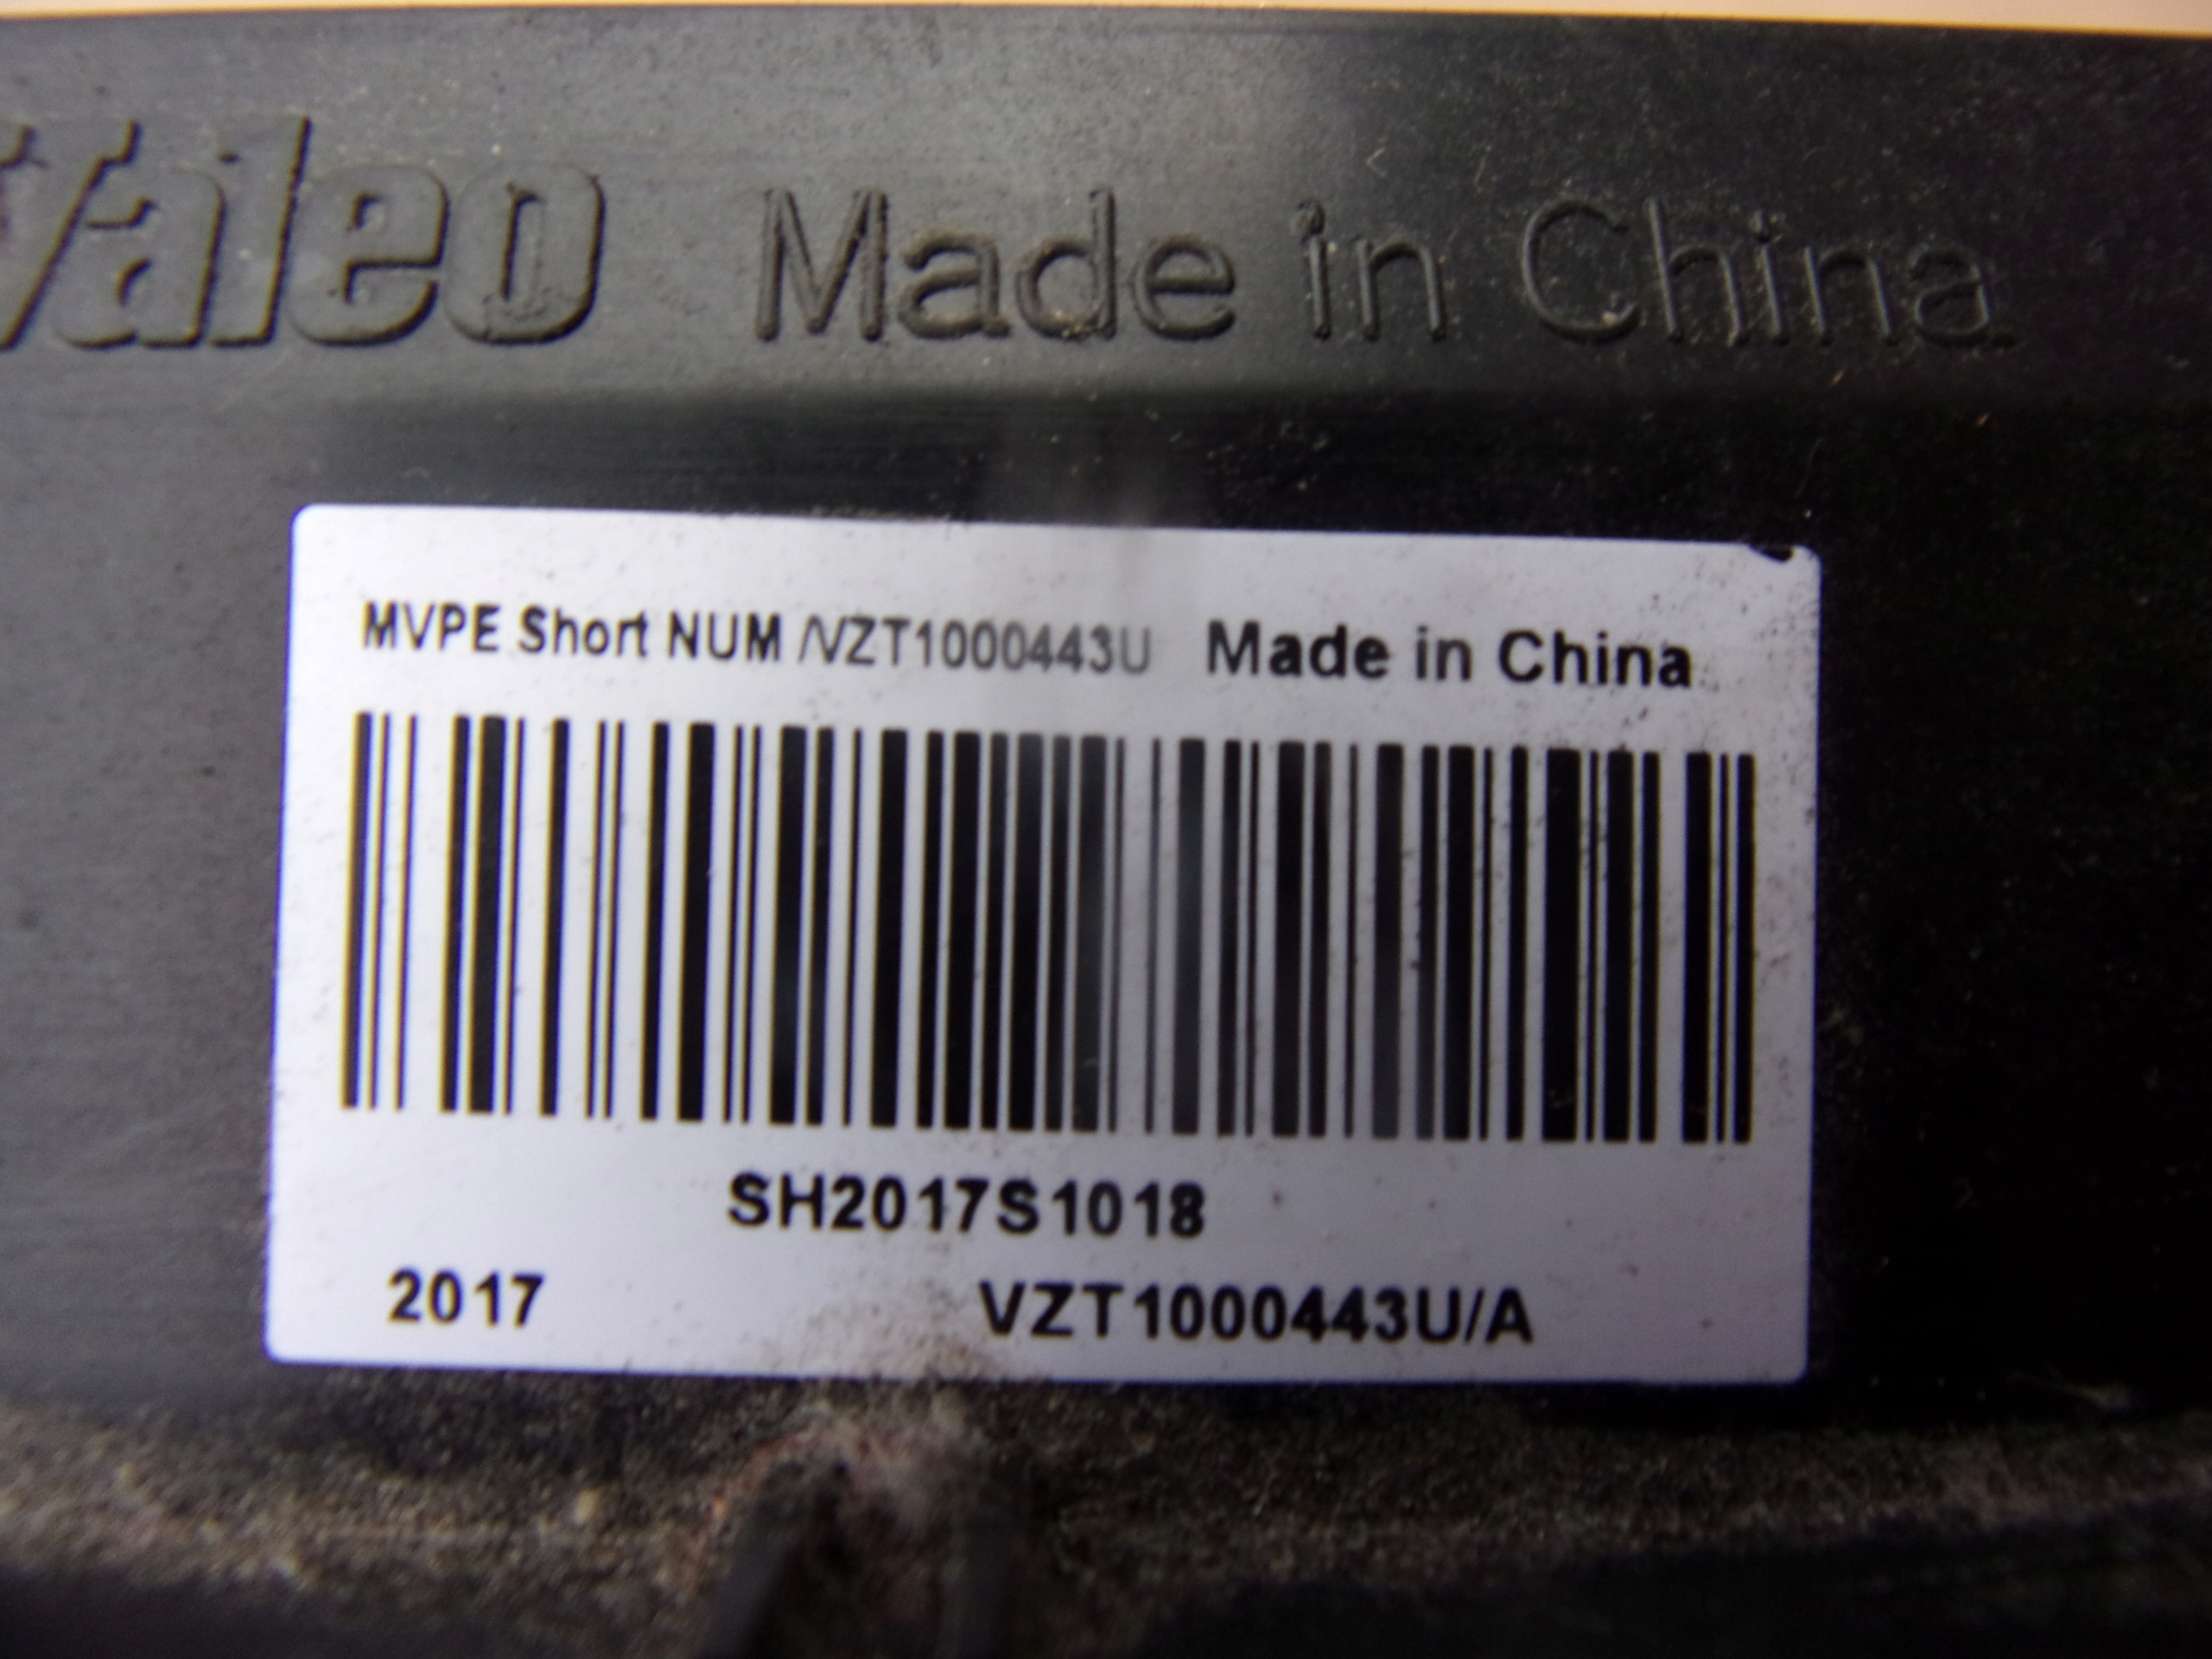 Valeo Made in China
MVPE Short NUM /VZT1000443U Made in China
SH2017S1018
2017 VZT1000443U/A